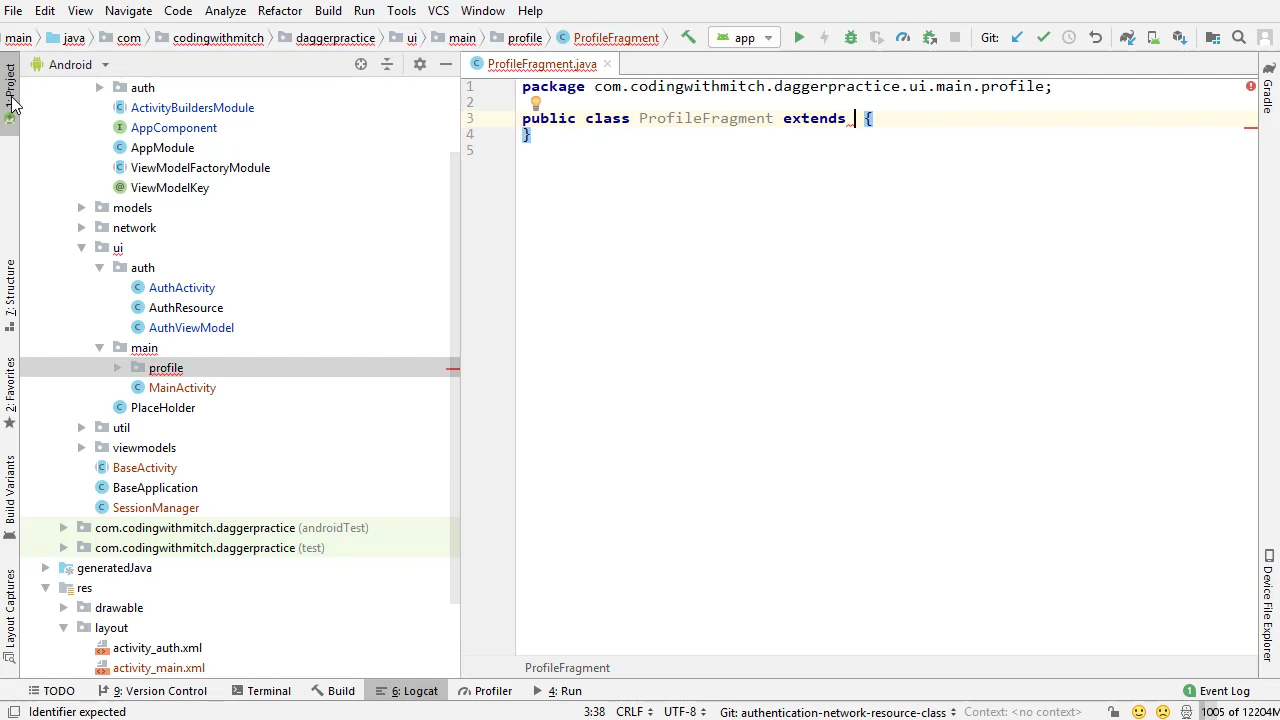 File Edit View Navigate Code Analyze Refactor Build Run Tools VCS Window Help
main java com codingwithmitch daggerpractice ui main profile ProfileFragment app Git:
Android
ProfileFragment.java
1: Project
Z: Structure
2: Favorites
Build Variants
Layout Captures
auth
ActivityBuildersModule
AppComponent
AppModule
ViewModelFactoryModule
ViewModelKey
models
network
ui
auth
AuthActivity
AuthResource
AuthViewModel
main
profile
MainActivity
PlaceHolder
util
viewmodels
BaseActivity
BaseApplication
SessionManager
com.codingwithmitch.daggerpractice (androidTest)
com.codingwithmitch.daggerpractice (test)
generatedJava
res
drawable
layout
activity_auth.xml
activity_main.xml
1 package com.codingwithmitch.daggerpractice.ui.main.profile;
2
3 public class ProfileFragment extends {
4 }
5
ProfileFragment
Gradle
Device File Explorer
TODO 9: Version Control Terminal Build 6: Logcat Profiler 4: Run 1 Event Log
Identifier expected 3:38 CRLF UTF-8 Git: authentication-network-resource-class Context: <no context> 1005 of 12204M